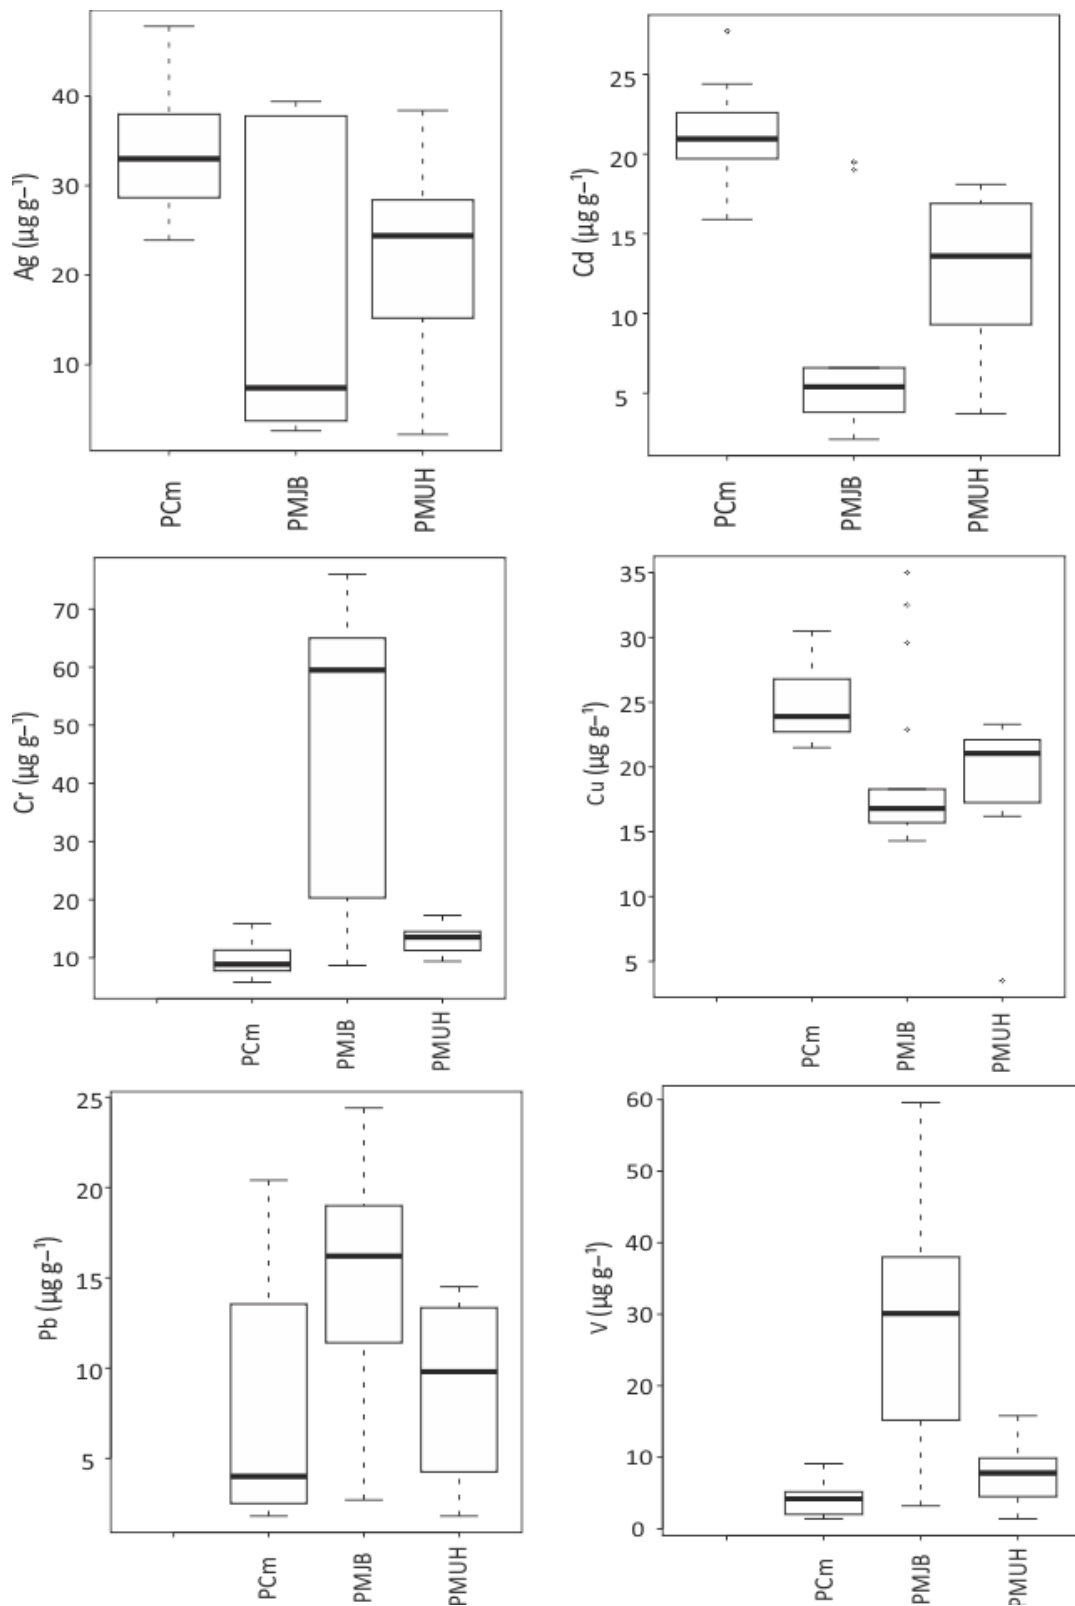 Ag (µg g–¹)
40
30
20
10
PCm
PMJB
PMUH
Cd (µg g–¹)
25
20
15
10
5
PCm
PMJB
PMUH
Cr (µg g–¹)
70
60
50
40
30
20
10
PCm
PMJB
PMUH
Cu (µg g–¹)
35
30
25
20
15
10
5
PCm
PMJB
PMUH
Pb (µg g–¹)
25
20
15
10
5
PCm
PMJB
PMUH
V (µg g–¹)
60
50
40
30
20
10
0
PCm
PMJB
PMUH